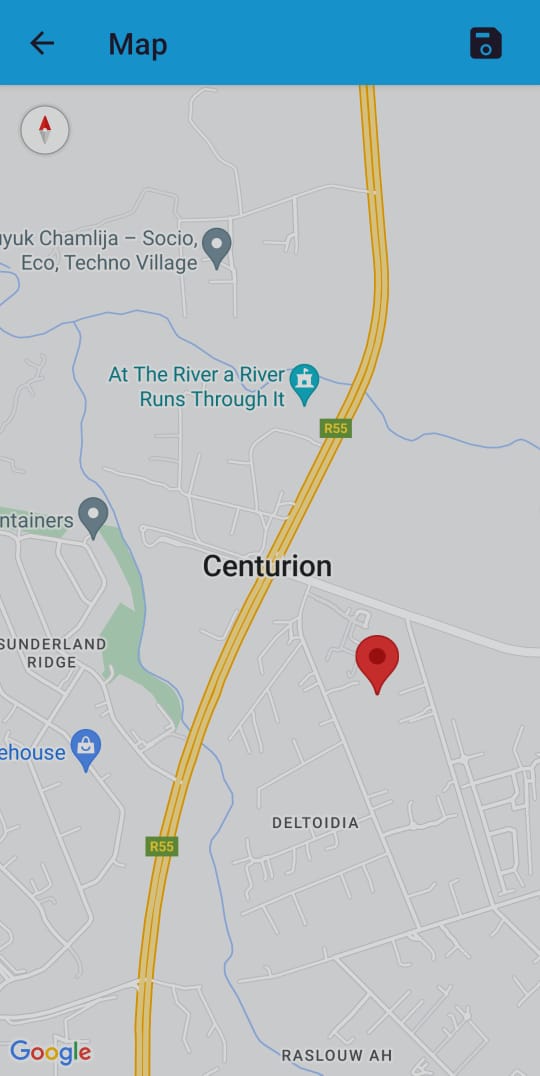 Map
yuk Chamlija – Socio,
Eco, Techno Village
At The River a River
Runs Through It
R55
ntainers
Centurion
SUNDERLAND
RIDGE
ehouse
DELTOIDIA
R55
Google
RASLOUW AH